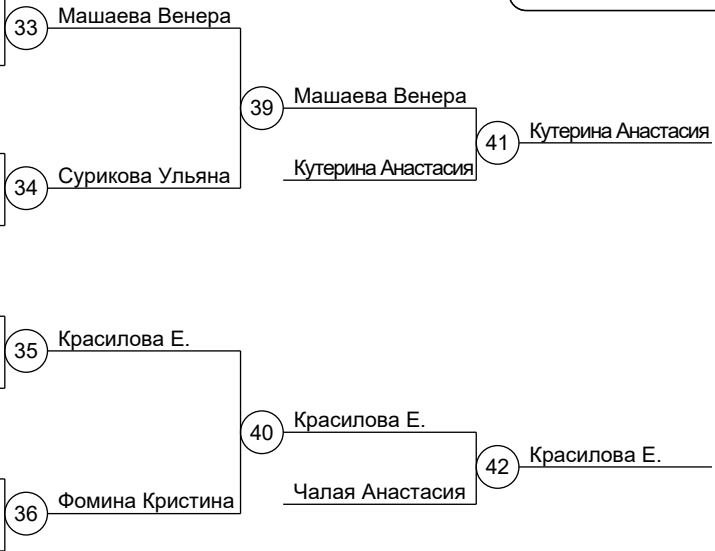 33 Машаева Венера
39 Машаева Венера
41 Кутерина Анастасия
Кутерина Анастасия
34 Сурикова Ульяна
35 Красилова Е.
40 Красилова Е.
42 Красилова Е.
Чалая Анастасия
36 Фомина Кристина